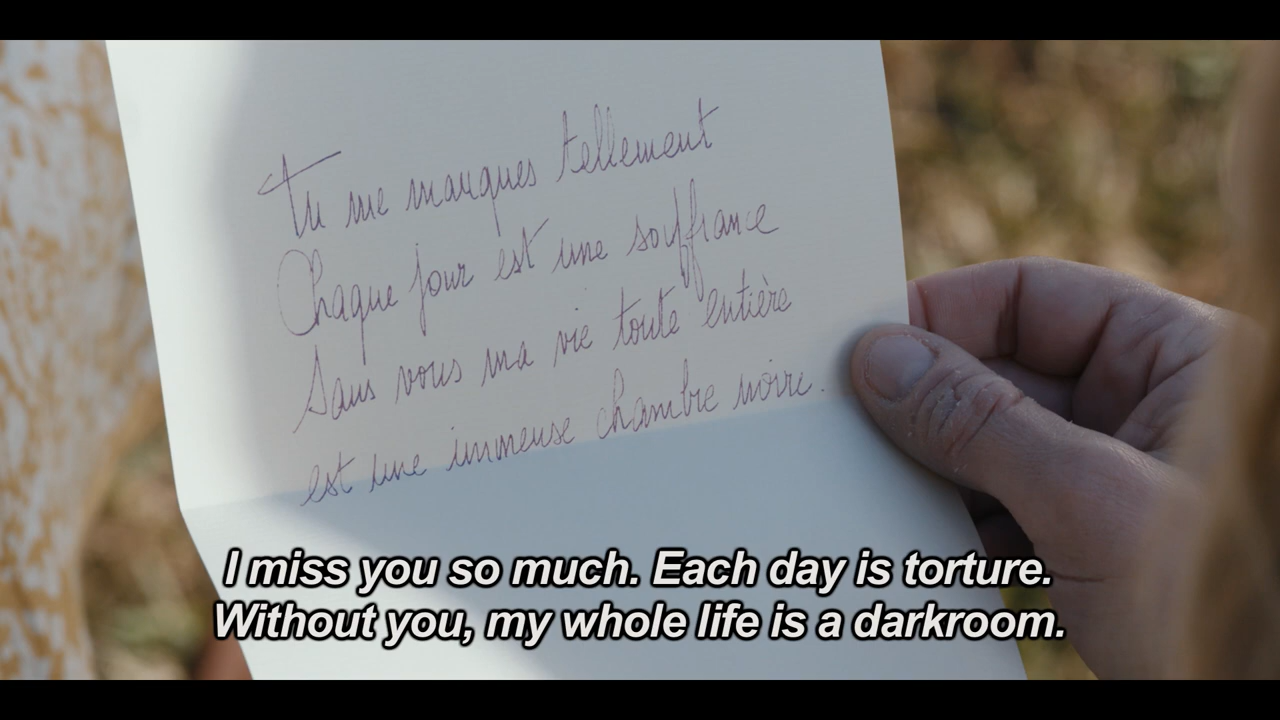 Tu me manques tellement
Chaque jour est une souffrance
Sans vous ma vie toute entière
est une immense chambre noire.
I miss you so much. Each day is torture.
Without you, my whole life is a darkroom.